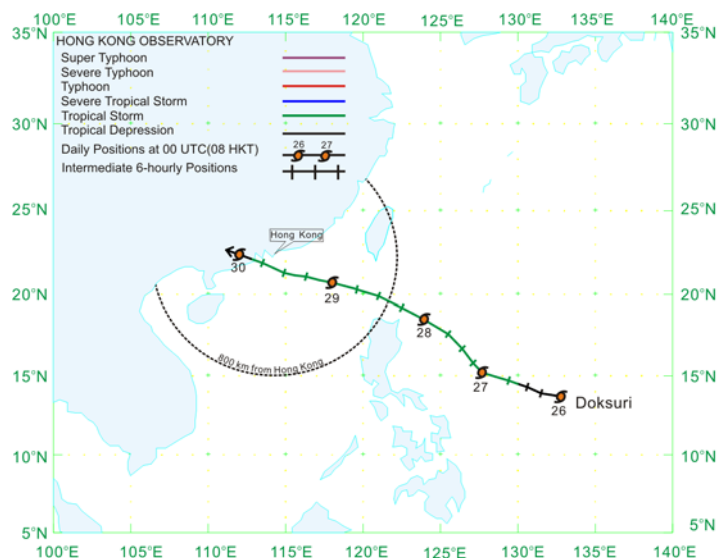 100°E 105°E 110°E 115°E 120°E 125°E 130°E 135°E 140°E
35°N 35°N
HONG KONG OBSERVATORY
Super Typhoon
Severe Typhoon
Typhoon
Severe Tropical Storm
Tropical Storm
Tropical Depression
30°N 30°N
Daily Positions at 00 UTC(08 HKT) 26 27
Intermediate 6-hourly Positions
25°N 25°N
Hong Kong
30
29
20°N 20°N
28
800 km from Hong Kong
27
15°N 15°N
26
Doksuri
10°N 10°N
5°N 5°N
100°E 105°E 110°E 115°E 120°E 125°E 130°E 135°E 140°E